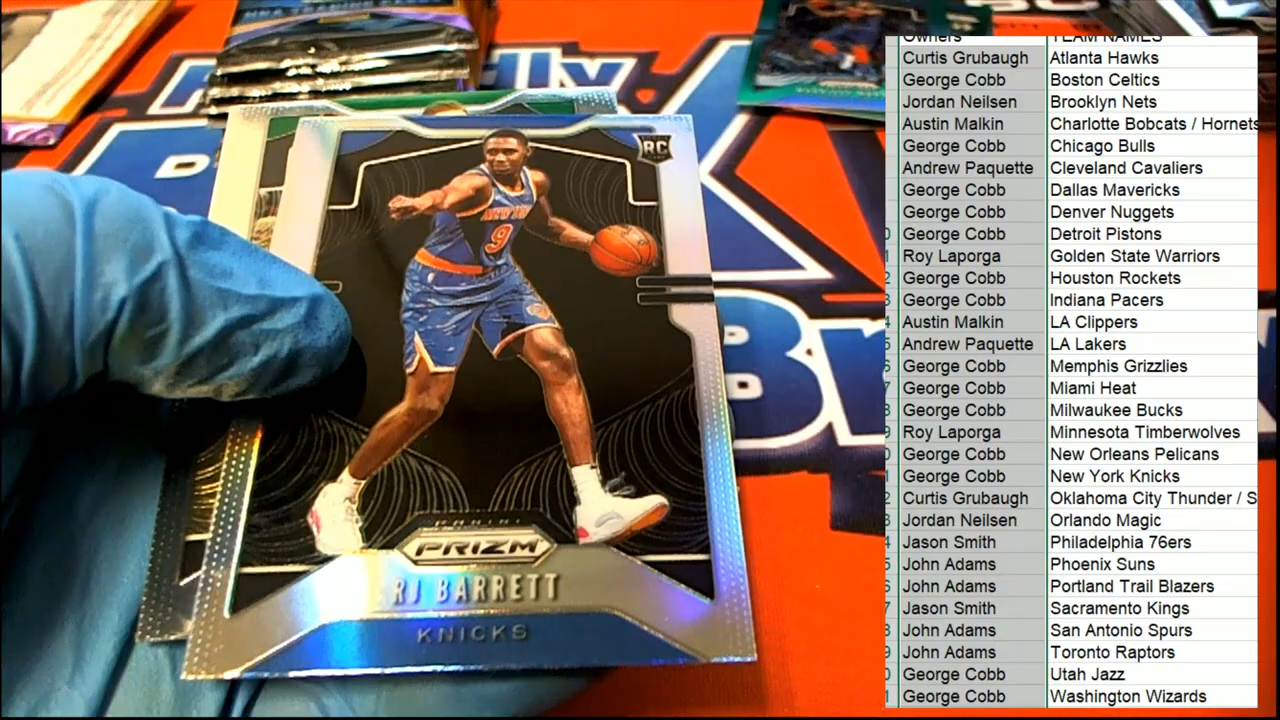 RC
NEW YORK
9
PANINI
PRIZM
RJ BARRETT
KNICKS
Owners TEAM NAMES
Curtis Grubaugh Atlanta Hawks
George Cobb Boston Celtics
Jordan Neilsen Brooklyn Nets
Austin Malkin Charlotte Bobcats / Hornets
George Cobb Chicago Bulls
Andrew Paquette Cleveland Cavaliers
George Cobb Dallas Mavericks
George Cobb Denver Nuggets
George Cobb Detroit Pistons
Roy Laporga Golden State Warriors
George Cobb Houston Rockets
George Cobb Indiana Pacers
Austin Malkin LA Clippers
Andrew Paquette LA Lakers
George Cobb Memphis Grizzlies
George Cobb Miami Heat
George Cobb Milwaukee Bucks
Roy Laporga Minnesota Timberwolves
George Cobb New Orleans Pelicans
George Cobb New York Knicks
Curtis Grubaugh Oklahoma City Thunder / S
Jordan Neilsen Orlando Magic
Jason Smith Philadelphia 76ers
John Adams Phoenix Suns
John Adams Portland Trail Blazers
Jason Smith Sacramento Kings
John Adams San Antonio Spurs
John Adams Toronto Raptors
George Cobb Utah Jazz
George Cobb Washington Wizards